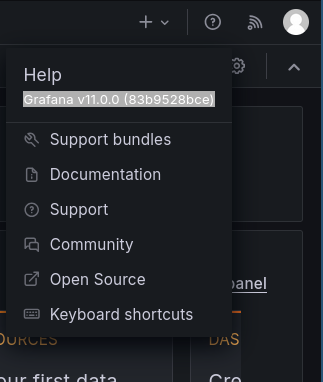 Help
Grafana v11.0.0 (83b9528bce)
Support bundles
Documentation
Support
Community
Open Source
Keyboard shortcuts
panel
OURCES
DAS
our first data
Cre